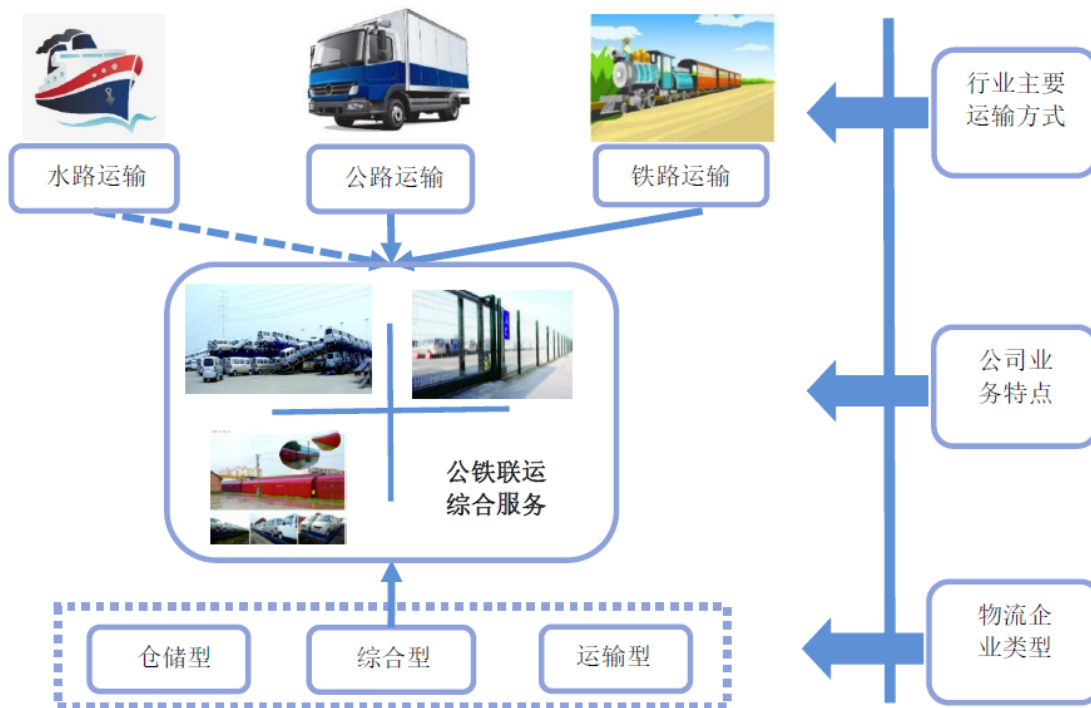 水路运输
公路运输
铁路运输
行业主要
运输方式
公司业
务特点
公铁联运
综合服务
仓储型
综合型
运输型
物流企
业类型